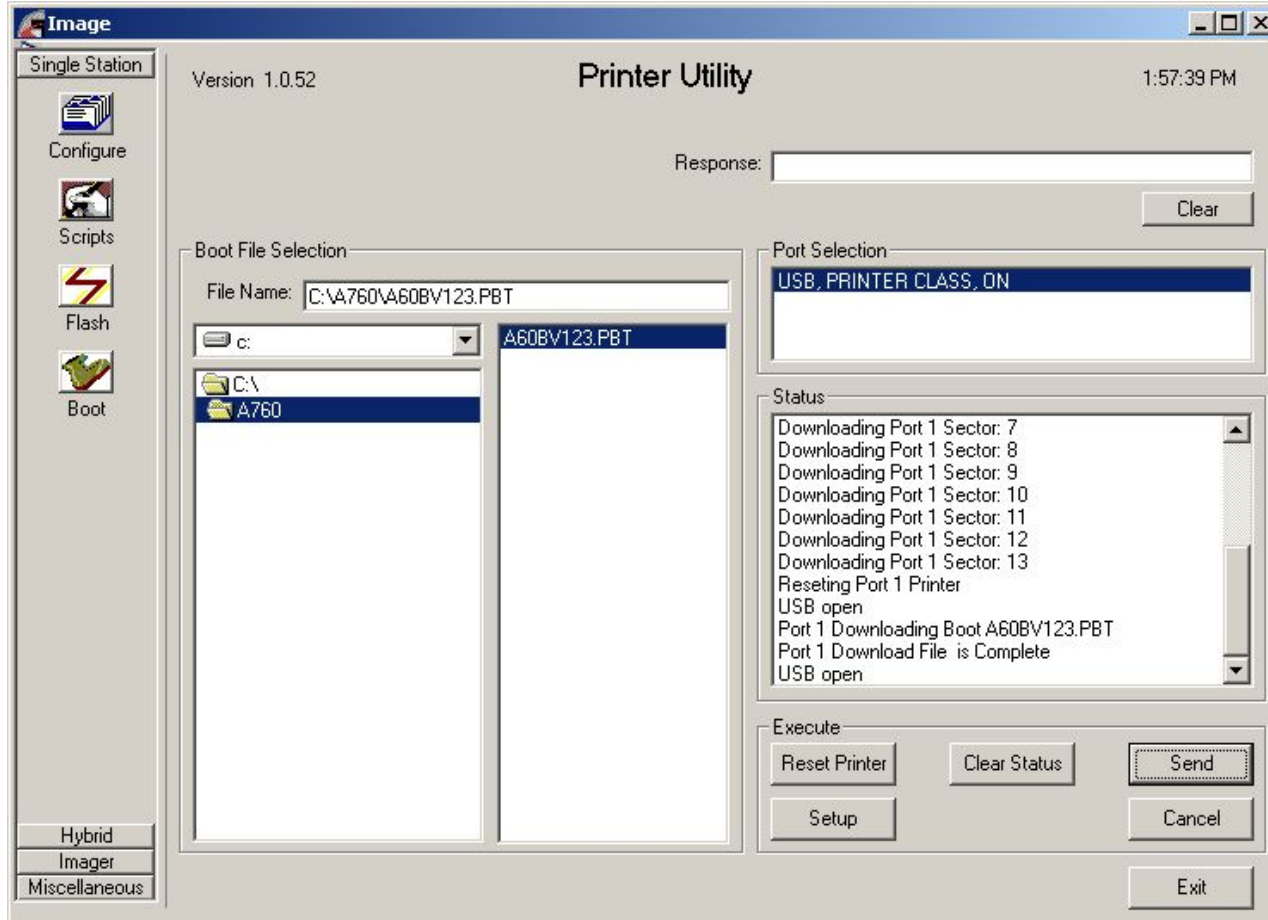 Image
Single Station
Version 1.0.52
Printer Utility
1:57:39 PM
Configure
Scripts
Flash
Boot
Response:
Clear
Boot File Selection
File Name: C:\A760\A60BV123.PBT
c:
C:\
A760
A60BV123.PBT
Port Selection
USB, PRINTER CLASS, ON
Status
Downloading Port 1 Sector: 7
Downloading Port 1 Sector: 8
Downloading Port 1 Sector: 9
Downloading Port 1 Sector: 10
Downloading Port 1 Sector: 11
Downloading Port 1 Sector: 12
Downloading Port 1 Sector: 13
Reseting Port 1 Printer
USB open
Port 1 Downloading Boot A60BV123.PBT
Port 1 Download File  is Complete
USB open
Execute
Reset Printer
Clear Status
Send
Setup
Cancel
Hybrid
Imager
Miscellaneous
Exit